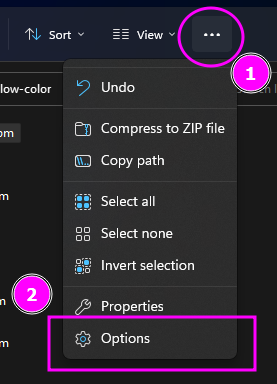 Sort View ...
1
low-color
Undo
om
Compress to ZIP file
Copy path
m
Select all
Select none
m
Invert selection
2
m
Properties
m
Options